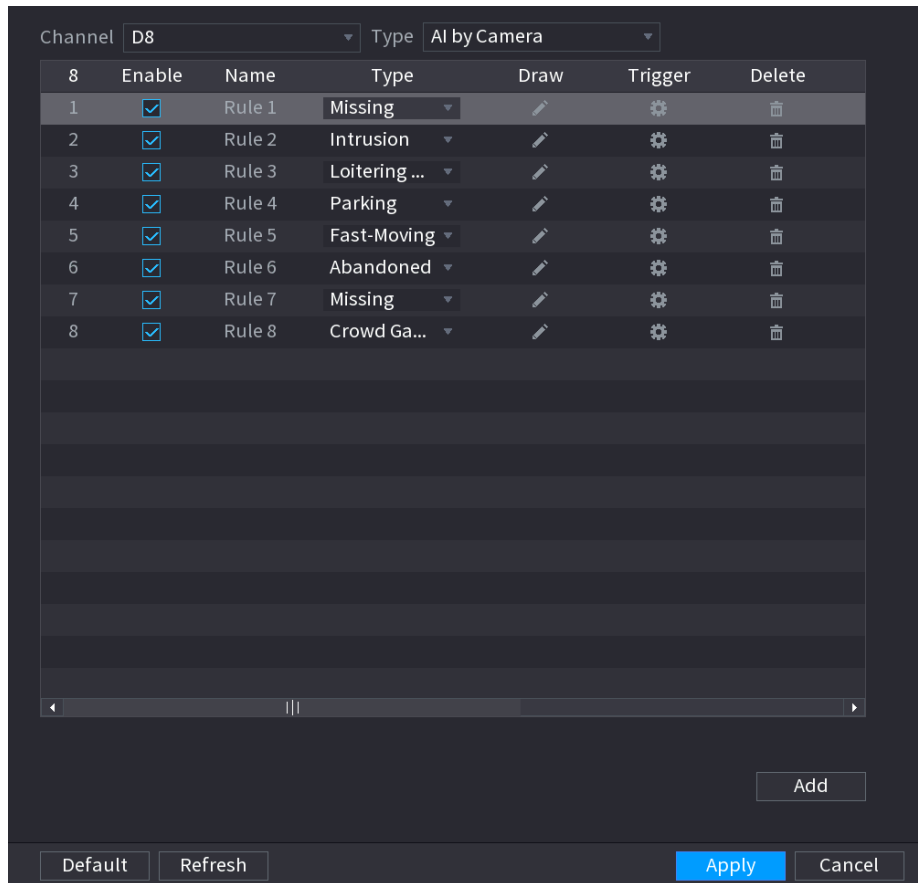 Channel D8 Type AI by Camera
8 Enable Name Type Draw Trigger Delete
1 Rule 1 Missing
2 Rule 2 Intrusion
3 Rule 3 Loitering ...
4 Rule 4 Parking
5 Rule 5 Fast-Moving
6 Rule 6 Abandoned
7 Rule 7 Missing
8 Rule 8 Crowd Ga...
Add
Default Refresh Apply Cancel